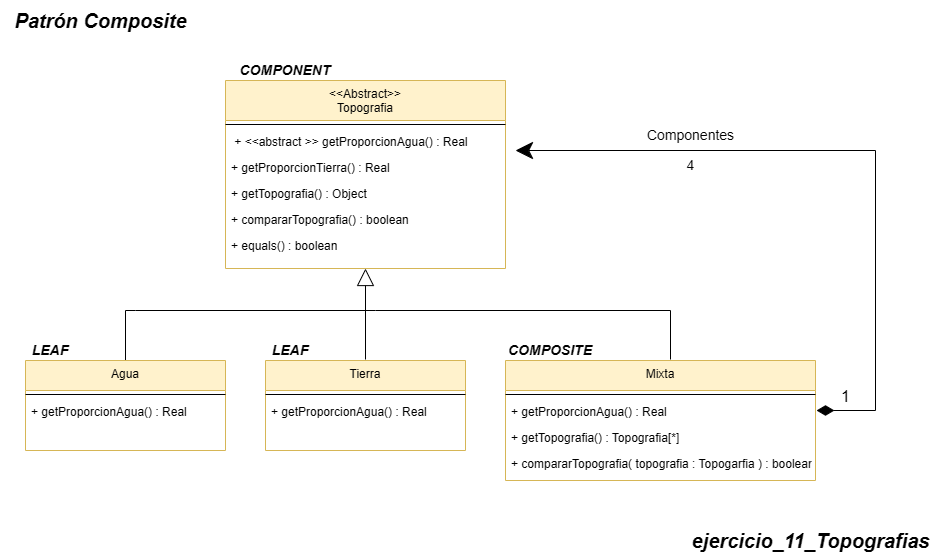 Patrón Composite
COMPONENT
<<Abstract>>
Topografia
+ <<abstract >> getProporcionAgua() : Real
+ getProporcionTierra() : Real
+ getTopografia() : Object
+ compararTopografia() : boolean
+ equals() : boolean
Componentes
4
LEAF
Agua
+ getProporcionAgua() : Real
LEAF
Tierra
+ getProporcionAgua() : Real
COMPOSITE
Mixta
+ getProporcionAgua() : Real
+ getTopografia() : Topografia[*]
+ compararTopografia( topografia : Topogarfia ) : boolear
1
ejercicio_11_Topografias